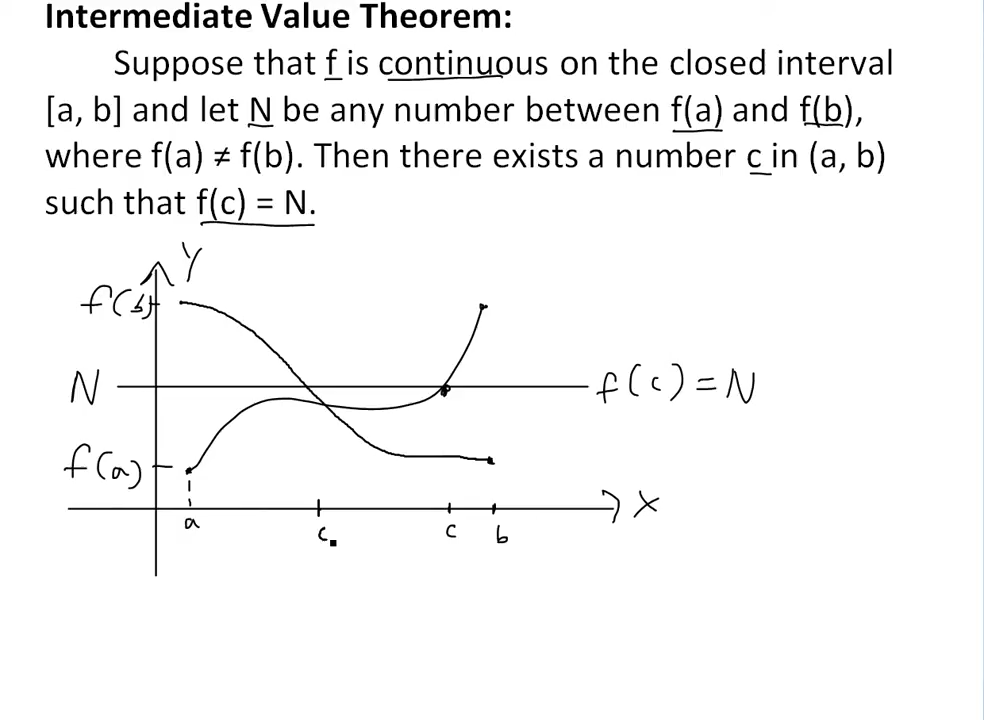 Intermediate Value Theorem:
Suppose that f is continuous on the closed interval
[a, b] and let N be any number between f(a) and f(b),
where f(a) ≠ f(b). Then there exists a number c in (a, b)
such that f(c) = N.
Y
f(b)
N
f(c) = N
f(a)
X
a
c
c
b